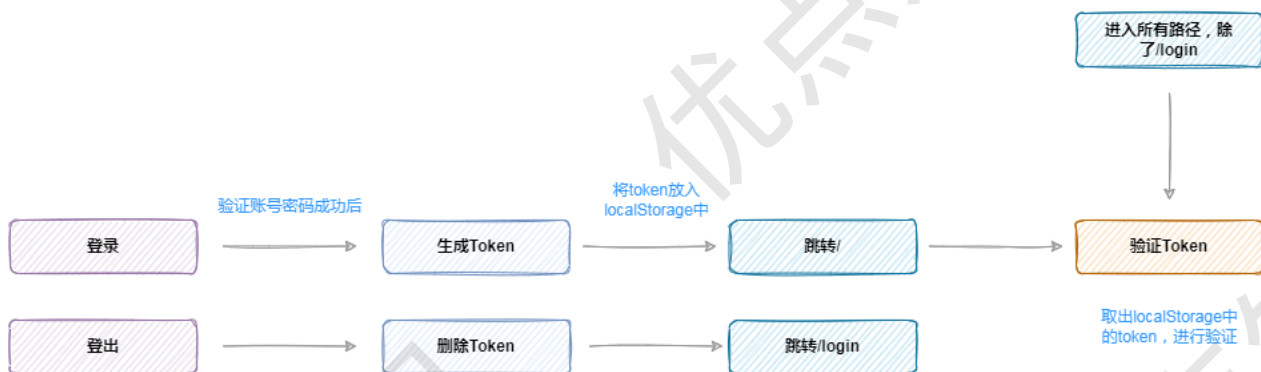 进入所有路径，除
了/login
将token放入
localStorage中
验证账号密码成功后
登录
生成Token
跳转/
验证Token
取出localStorage中
的token，进行验证
登出
删除Token
跳转/login
优点